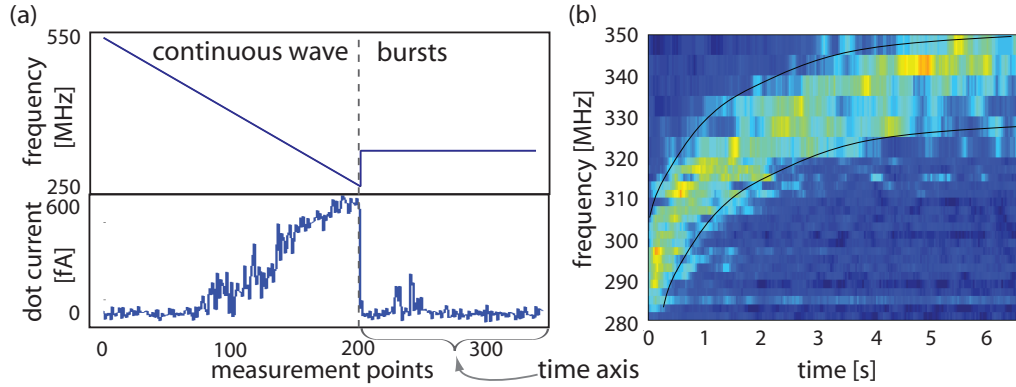 (a)
550
continuous wave
bursts
frequency
[MHz]
250
600
dot current
[fA]
0
0
100
200
300
measurement points
time axis
(b)
350
340
330
320
310
300
290
280
frequency [MHz]
0
1
2
3
4
5
6
time [s]